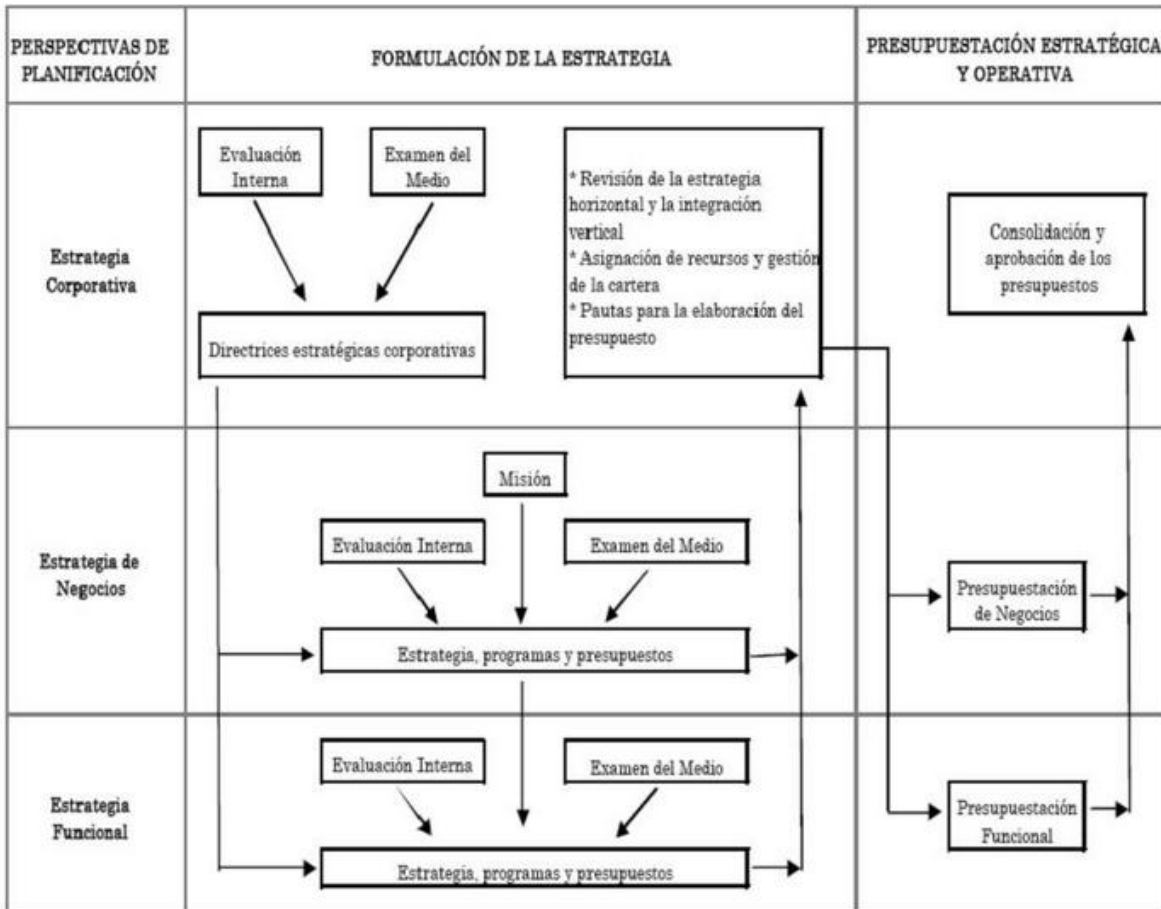 PERSPECTIVAS DE
PLANIFICACIÓN
FORMULACIÓN DE LA ESTRATEGIA
PRESUPUESTACIÓN ESTRATÉGICA
Y OPERATIVA
Estrategia
Corporativa
Evaluación
Interna
Examen del
Medio
Directrices estratégicas corporativas
* Revisión de la estrategia
horizontal y la integración
vertical
* Asignación de recursos y gestión
de la cartera
* Pautas para la elaboración del
presupuesto
Consolidación y
aprobación de los
presupuestos
Estrategia de
Negocios
Misión
Evaluación Interna
Examen del Medio
Estrategia, programas y presupuestos
Presupuestación
de Negocios
Estrategia
Funcional
Evaluación Interna
Examen del Medio
Estrategia, programas y presupuestos
Presupuestación
Funcional